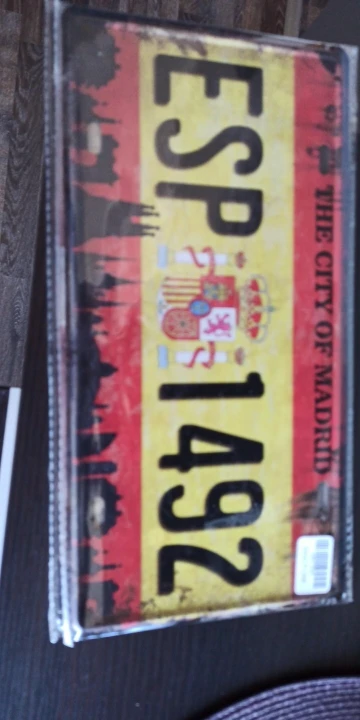 THE CITY OF MADRID
ESP 1492